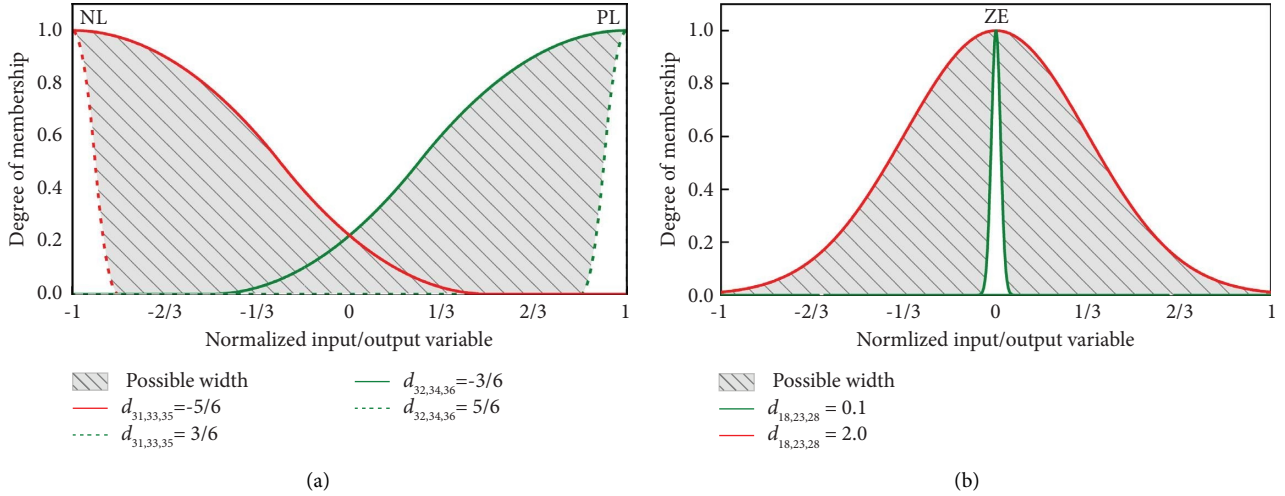 NL
PL
1.0
0.8
0.6
0.4
0.2
0.0
Degree of membership
-1
-2/3
-1/3
0
1/3
2/3
1
Normalized input/output variable
Possible width
d31,33,35=-5/6
d31,33,35= 3/6
d32,34,36=-3/6
d32,34,36= 5/6
(a)
ZE
1.0
0.8
0.6
0.4
0.2
0.0
Degree of membership
-1
-2/3
-1/3
0
1/3
2/3
1
Normlized input/output variable
Possible width
d18,23,28 = 0.1
d18,23,28 = 2.0
(b)